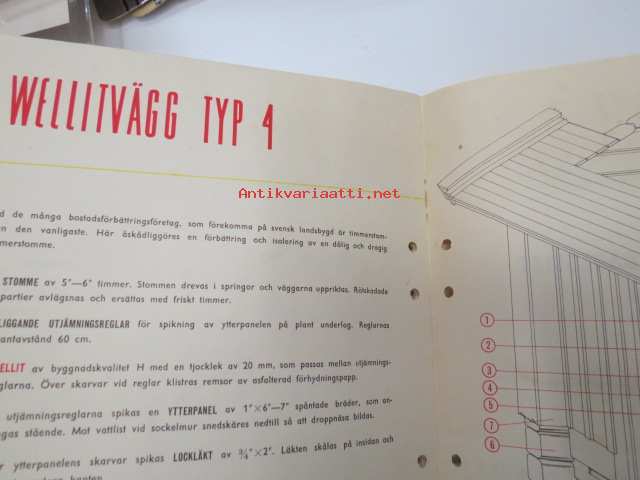 WELLITVÄGG TYP 4
Antikvariaatti.net
de många bostadsförbättringsföretag, som förekomma på svensk landsbygd är timmerstom-
den vanligaste. Här åskådliggöres en förbättring och isolering av en dålig och dragig
STOMME av 5"—6" timmer. Stommen drevas i springor och väggarna uppriktas. Rötskadade
partier avlägsnas och ersättas med friskt timmer.
LIGGANDE UTJÄMNINGSREGLAR för spikning av ytterpanelen på plant underlag. Reglarnas
60 cm.
av byggnadskvalitet H med en tjocklek av 20 mm, som passas mellan utjämnings-
Över skarvar vid reglar klistras remsor av asfalterad förhydningspapp.
utjämningsreglarna spikas en YTTERPANEL av 1"×6"—7" spåntade bräder, som an-
stående. Mot vattlist vid sockelmur snedskäres nedtill så att droppnäsa bildas.
ytterpanelens skarvar spikas LOCKLÄKT av ¾"×2". Läkten skålas på insidan och
1
2
3
4
5
7
6